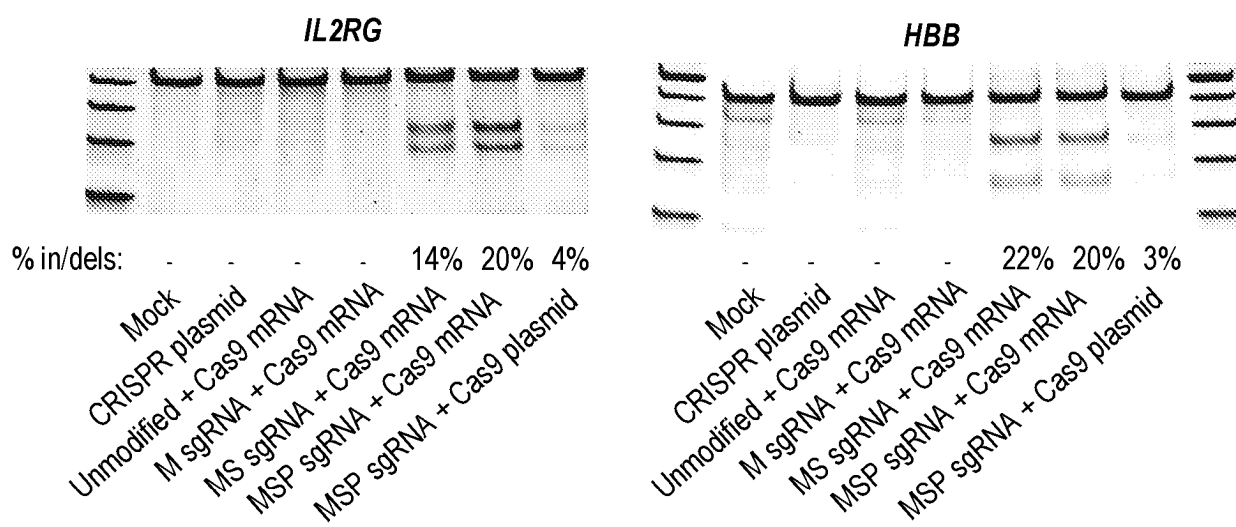 IL2RG
HBB
% in/dels: - - - - 14% 20% 4%
- - - - 22% 20% 3%
Mock
CRISPR plasmid
Unmodified + Cas9 mRNA
M sgRNA + Cas9 mRNA
MS sgRNA + Cas9 mRNA
MSP sgRNA + Cas9 mRNA
MSP sgRNA + Cas9 plasmid
Mock
CRISPR plasmid
Unmodified + Cas9 mRNA
M sgRNA + Cas9 mRNA
MS sgRNA + Cas9 mRNA
MSP sgRNA + Cas9 mRNA
MSP sgRNA + Cas9 plasmid